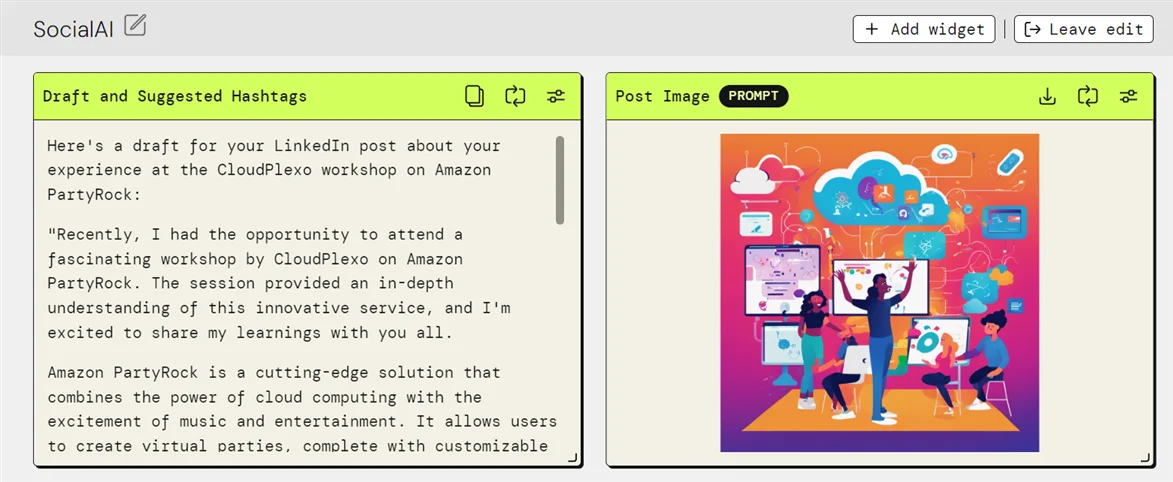 SocialAI
+ Add widget
Leave edit
Draft and Suggested Hashtags
Here's a draft for your LinkedIn post about your
experience at the CloudPlexo workshop on Amazon
PartyRock:
"Recently, I had the opportunity to attend a
fascinating workshop by CloudPlexo on Amazon
PartyRock. The session provided an in-depth
understanding of this innovative service, and I'm
excited to share my learnings with you all.
Amazon PartyRock is a cutting-edge solution that
combines the power of cloud computing with the
excitement of music and entertainment. It allows users
to create virtual parties, complete with customizable
Post Image PROMPT